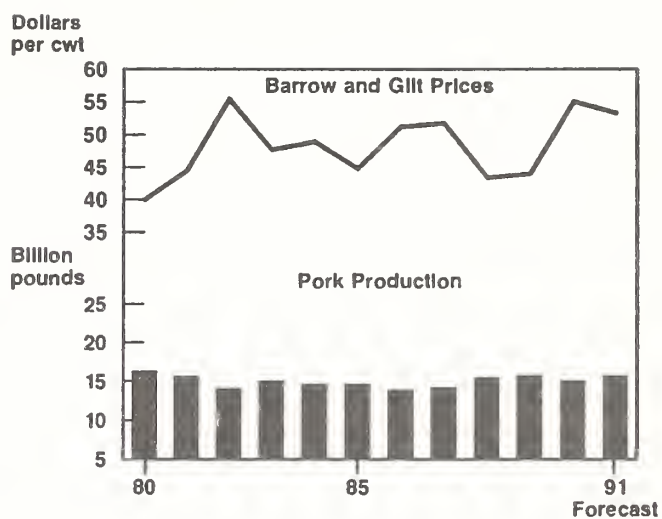 Dollars
per cwt
60
Barrow and Gilt Prices
55
50
45
40
35
Billion
pounds
Pork Production
25
20
15
10
5
80
85
91
Forecast